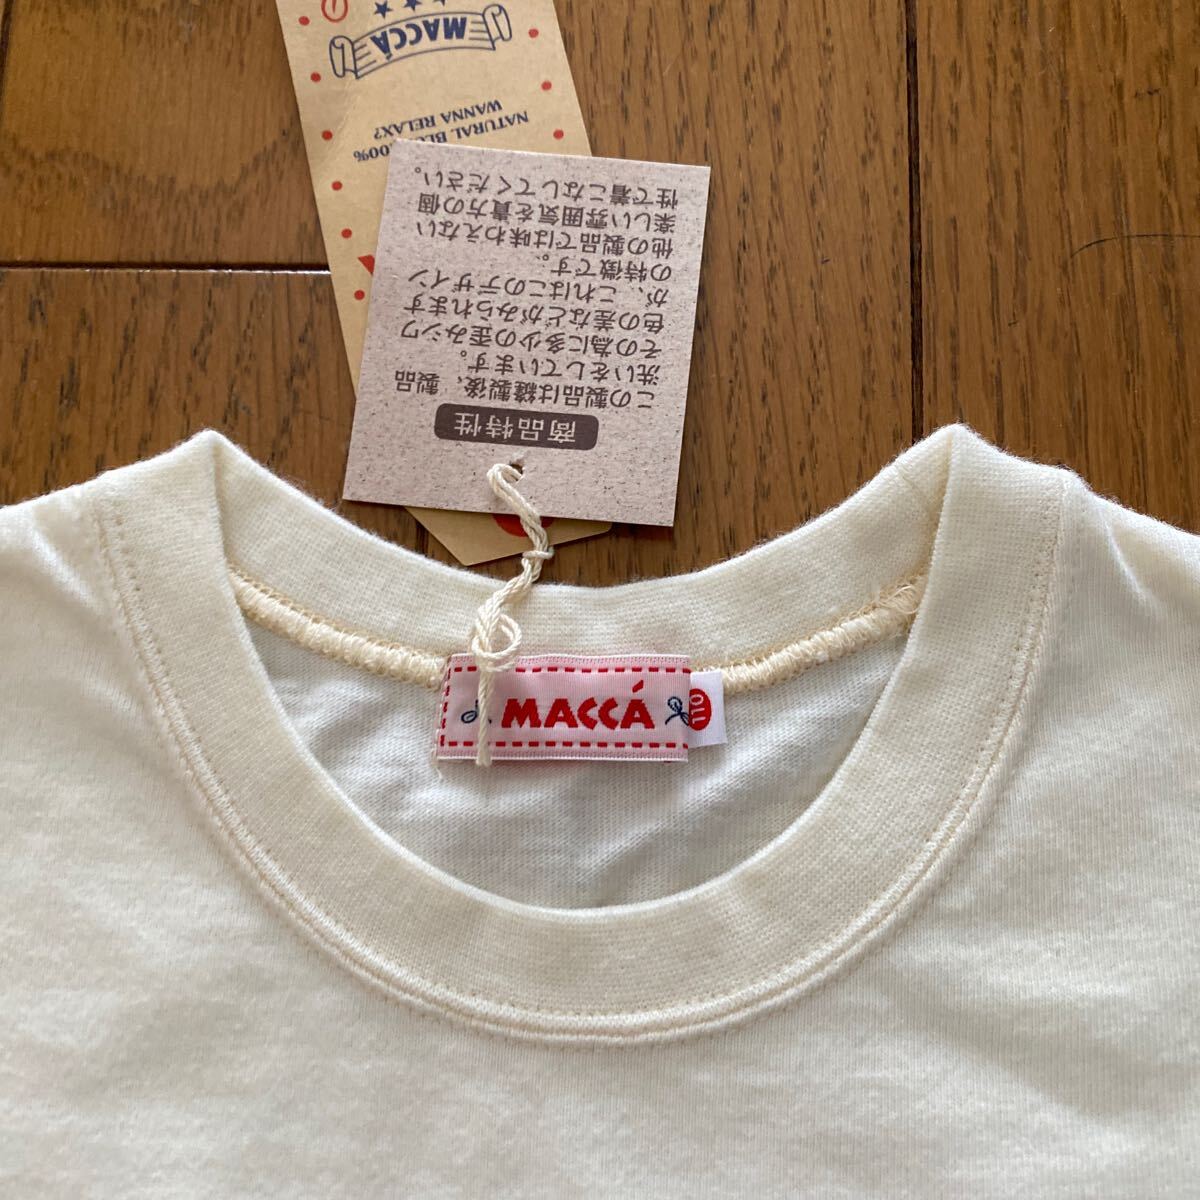 MACCÁ
NATURAL
WANNA RELAX?
商品特性
この製品は縫製後、製品
洗いをしています。
その為に多少の歪みシワ
色の差などがみられます
が、これはこのデザイン
の特徴です。
他の製品では味わえない
楽しい雰囲気を貴方の個
性で着こなしてください。
MACCÁ
110